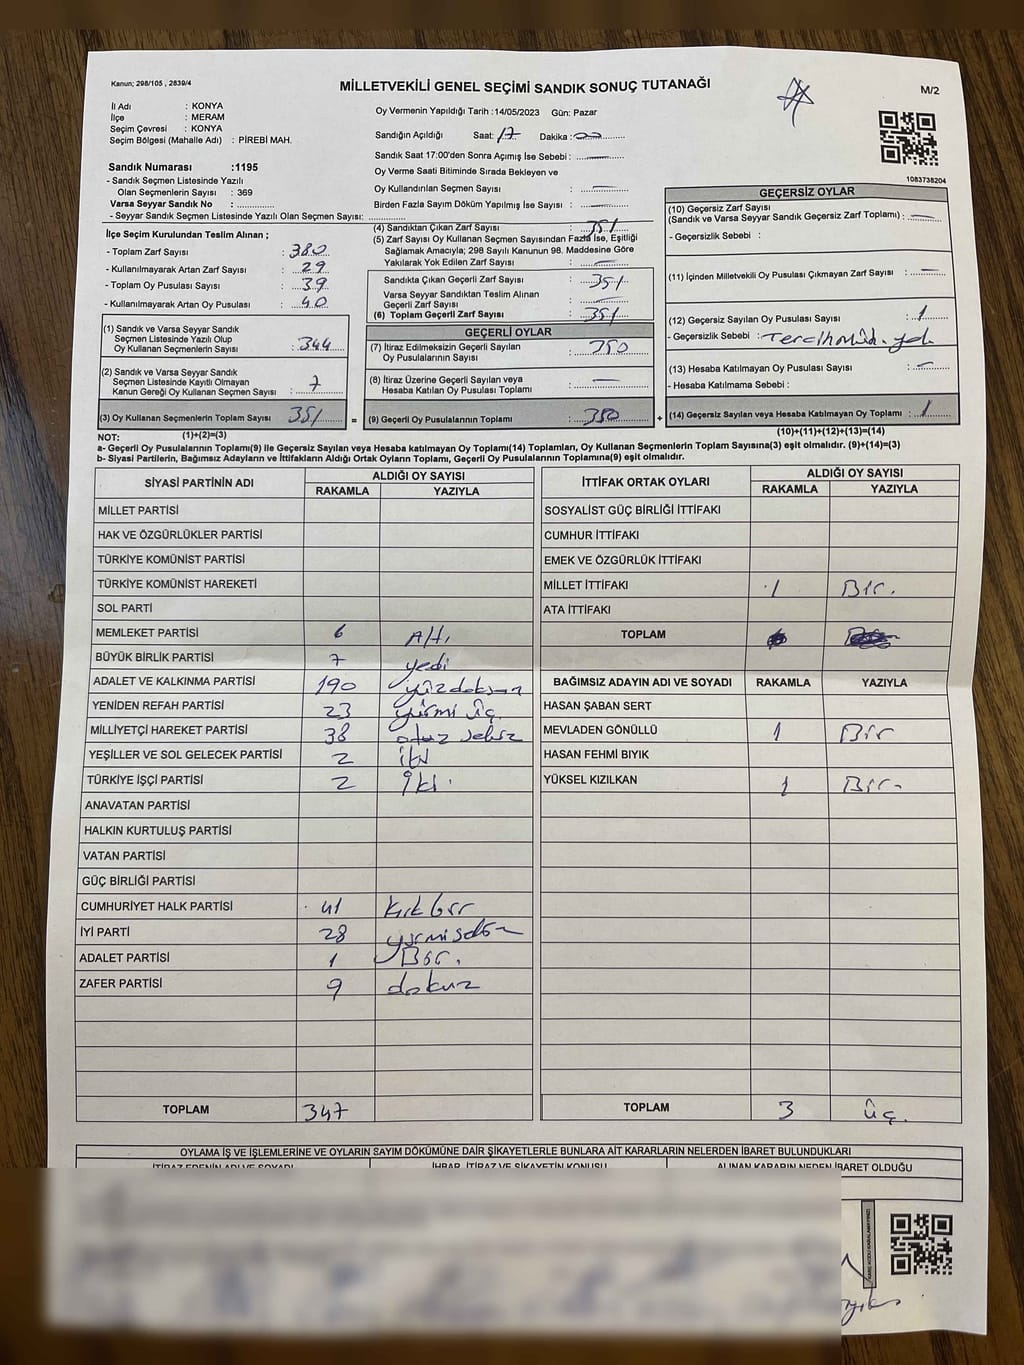 Kanun; 298/105 , 2839/4
MİLLETVEKİLİ GENEL SEÇİMİ SANDIK SONUÇ TUTANAĞI
M/2
İl Adı : KONYA
İlçe : MERAM
Seçim Çevresi : KONYA
Seçim Bölgesi (Mahalle Adı) : PİREBİ MAH.
Sandık Numarası :1195
- Sandık Seçmen Listesinde Yazılı
Olan Seçmenlerin Sayısı : 369
Varsa Seyyar Sandık No : ............
- Seyyar Sandık Seçmen Listesinde Yazılı Olan Seçmen Sayısı: ............
Oy Vermenin Yapıldığı Tarih :14/05/2023 Gün: Pazar
Sandığın Açıldığı Saat: 17 Dakika : 00
Sandık Saat 17:00'den Sonra Açımış İse Sebebi : —
Oy Verme Saati Bitiminde Sırada Bekleyen ve
Oy Kullandırılan Seçmen Sayısı : —
Birden Fazla Sayım Döküm Yapılmış İse Sayısı : —
1083738204
İlçe Seçim Kurulundan Teslim Alınan ;
- Toplam Zarf Sayısı : 380
- Kullanılmayarak Artan Zarf Sayısı : 29
- Toplam Oy Pusulası Sayısı : 39
- Kullanılmayarak Artan Oy Pusulası : 40
(1) Sandık ve Varsa Seyyar Sandık
Seçmen Listesinde Yazılı Olup
Oy Kullanan Seçmenlerin Sayısı : 344
(2) Sandık ve Varsa Seyyar Sandık
Seçmen Listesinde Kayıtlı Olmayan
Kanun Gereği Oy Kullanan Seçmen Sayısı : 7
(3) Oy Kullanan Seçmenlerin Toplam Sayısı 351
(1)+(2)=(3)
(4) Sandıktan Çıkan Zarf Sayısı : 351
(5) Zarf Sayısı Oy Kullanan Seçmen Sayısından Fazla İse, Eşitliği
Sağlamak Amacıyla; 298 Sayılı Kanunun 98. Maddesine Göre
Yakılarak Yok Edilen Zarf Sayısı : —
Sandıkta Çıkan Geçerli Zarf Sayısı : 351
Varsa Seyyar Sandıktan Teslim Alınan
Geçerli Zarf Sayısı : —
(6) Toplam Geçerli Zarf Sayısı : 351
GEÇERLİ OYLAR
(7) İtiraz Edilmeksizin Geçerli Sayılan
Oy Pusulalarının Sayısı : 350
(8) İtiraz Üzerine Geçerli Sayılan veya
Hesaba Katılan Oy Pusulası Toplamı : —
= (9) Geçerli Oy Pusulalarının Toplamı : 350 +
GEÇERSİZ OYLAR
(10) Geçersiz Zarf Sayısı
(Sandık ve Varsa Seyyar Sandık Geçersiz Zarf Toplamı) : —
- Geçersizlik Sebebi :
(11) İçinden Milletvekili Oy Pusulası Çıkmayan Zarf Sayısı : —
(12) Geçersiz Sayılan Oy Pusulası Sayısı : 1
- Geçersizlik Sebebi :
(13) Hesaba Katılmayan Oy Pusulası Sayısı : —
- Hesaba Katılmama Sebebi :
(14) Geçersiz Sayılan veya Hesaba Katılmayan Oy Toplamı : 1
(10)+(11)+(12)+(13)=(14)
NOT:
a- Geçerli Oy Pusulalarının Toplamı(9) ile Geçersiz Sayılan veya Hesaba katılmayan Oy Toplamı(14) Toplamları, Oy Kullanan Seçmenlerin Toplam Sayısına(3) eşit olmalıdır. (9)+(14)=(3)
b- Siyasi Partilerin, Bağımsız Adayların ve İttifakların Aldığı Ortak Oyların Toplamı, Geçerli Oy Pusulalarının Toplamına(9) eşit olmalıdır.
SİYASİ PARTİNİN ADI ALDIĞI OY SAYISI
RAKAMLA YAZIYLA
MİLLET PARTİSİ
HAK VE ÖZGÜRLÜKLER PARTİSİ
TÜRKİYE KOMÜNİST PARTİSİ
TÜRKİYE KOMÜNİST HAREKETİ
SOL PARTİ
MEMLEKET PARTİSİ 6 Altı
BÜYÜK BİRLİK PARTİSİ 7 yedi
ADALET VE KALKINMA PARTİSİ 190 yüzdoksan
YENİDEN REFAH PARTİSİ 23 yirmi üç
MİLLİYETÇİ HAREKET PARTİSİ 38 otuz sekiz
YEŞİLLER VE SOL GELECEK PARTİSİ 2 iki
TÜRKİYE İŞÇİ PARTİSİ 2 iki
ANAVATAN PARTİSİ
HALKIN KURTULUŞ PARTİSİ
VATAN PARTİSİ
GÜÇ BİRLİĞİ PARTİSİ
CUMHURİYET HALK PARTİSİ 41 kırkbir
İYİ PARTİ 28 yirmisekiz
ADALET PARTİSİ 1 Bir.
ZAFER PARTİSİ 9 dokuz
TOPLAM 347
İTTİFAK ORTAK OYLARI ALDIĞI OY SAYISI
RAKAMLA YAZIYLA
SOSYALIST GÜÇ BİRLİĞİ İTTİFAKI
CUMHUR İTTİFAKI
EMEK VE ÖZGÜRLÜK İTTİFAKI
MİLLET İTTİFAKI 1 Bir.
ATA İTTİFAKI
TOPLAM
BAĞIMSIZ ADAYIN ADI VE SOYADI RAKAMLA YAZIYLA
HASAN ŞABAN SERT
MEVLADEN GÖNÜLLÜ 1 Bir
HASAN FEHMİ BIYIK
YÜKSEL KIZILKAN 1 Bir.
TOPLAM 3 üç.
OYLAMA İŞ VE İŞLEMLERİNE VE OYLARIN SAYIM DÖKÜMÜNE DAİR ŞİKAYETLERLE BUNLARA AİT KARARLARIN NELERDEN İBARET BULUNDUKLARI
İTİRAZ EDENİN ADI VE SOYADI İHBAR, İTİRAZ VE ŞİKAYETİN KONUSU ALINAN KARARIN NEDEN İBARET OLDUĞU